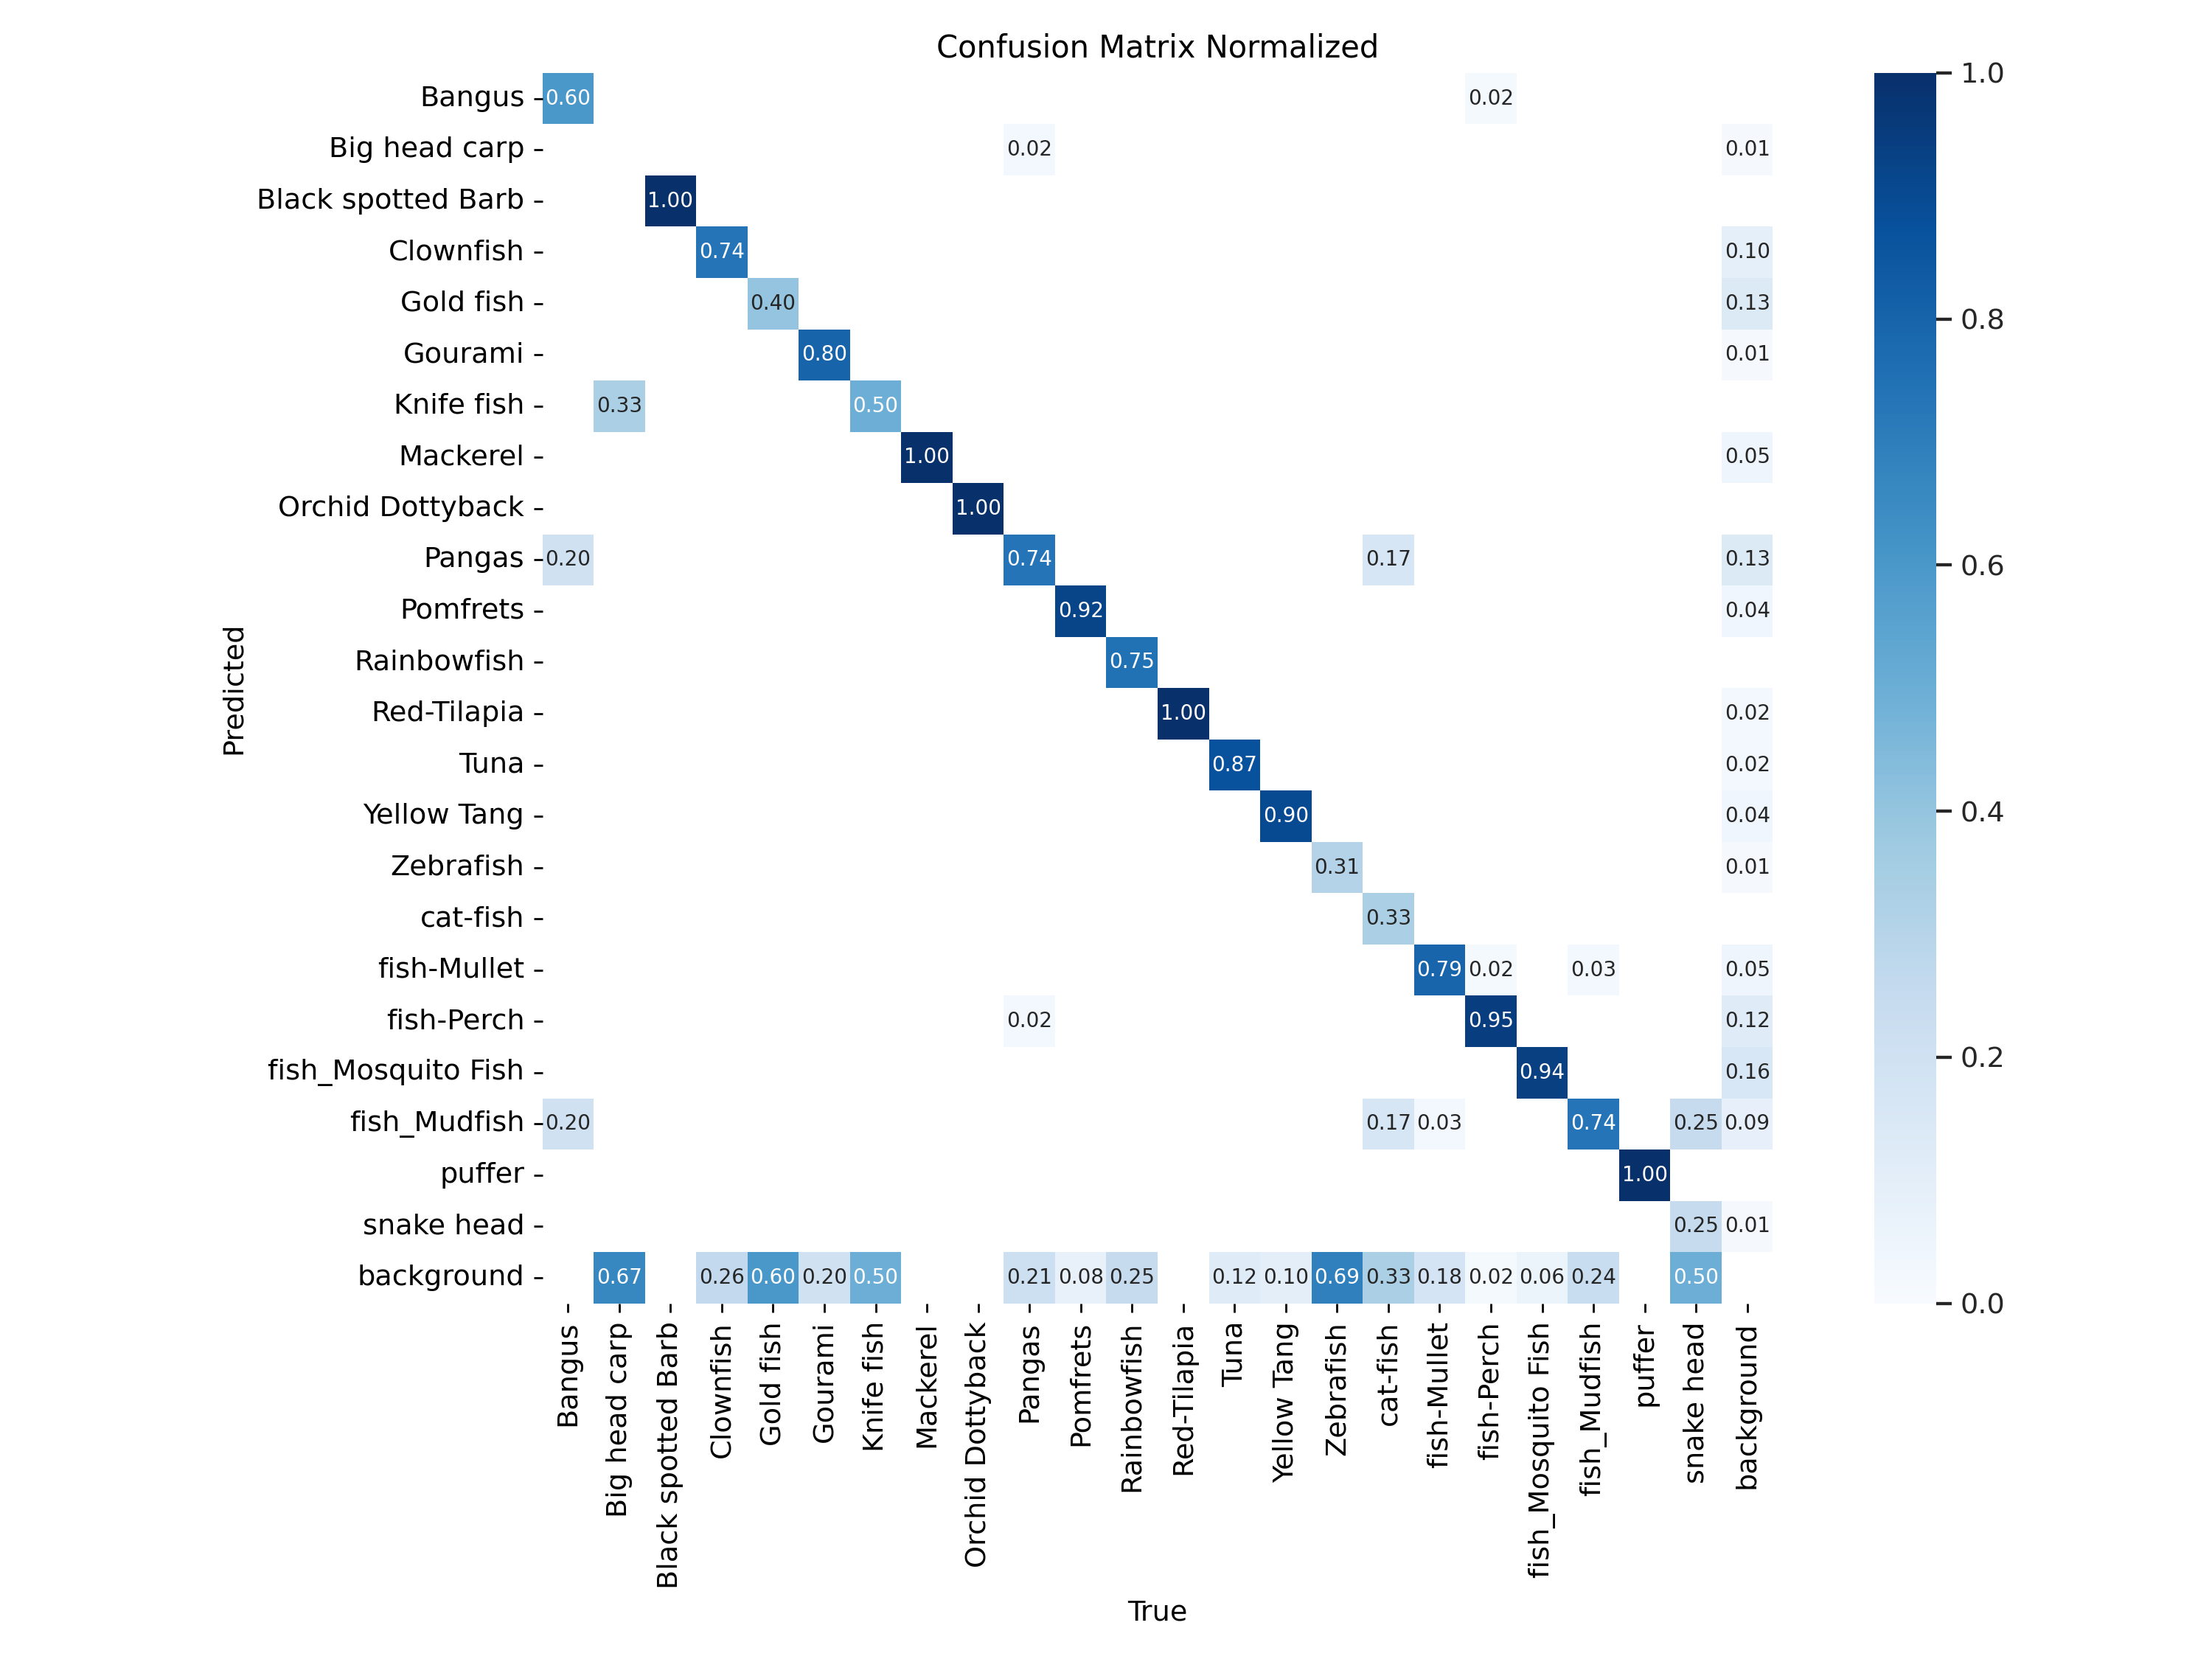 Confusion Matrix Normalized
Bangus 0.60 0.02
Big head carp 0.02 0.01
Black spotted Barb 1.00
Clownfish 0.74 0.10
Gold fish 0.40 0.13
Gourami 0.80 0.01
Knife fish 0.33 0.50
Mackerel 1.00 0.05
Orchid Dottyback 1.00
Pangas 0.20 0.74 0.17 0.13
Pomfrets 0.92 0.04
Rainbowfish 0.75
Red-Tilapia 1.00 0.02
Tuna 0.87 0.02
Yellow Tang 0.90 0.04
Zebrafish 0.31 0.01
cat-fish 0.33
fish-Mullet 0.79 0.02 0.03 0.05
fish-Perch 0.02 0.95 0.12
fish_Mosquito Fish 0.94 0.16
fish_Mudfish 0.20 0.17 0.03 0.74 0.25 0.09
puffer 1.00
snake head 0.25 0.01
background 0.67 0.26 0.60 0.20 0.50 0.21 0.08 0.25 0.12 0.10 0.69 0.33 0.18 0.02 0.06 0.24 0.50
Predicted
Bangus
Big head carp
Black spotted Barb
Clownfish
Gold fish
Gourami
Knife fish
Mackerel
Orchid Dottyback
Pangas
Pomfrets
Rainbowfish
Red-Tilapia
Tuna
Yellow Tang
Zebrafish
cat-fish
fish-Mullet
fish-Perch
fish_Mosquito Fish
fish_Mudfish
puffer
snake head
background
True
1.0
0.8
0.6
0.4
0.2
0.0